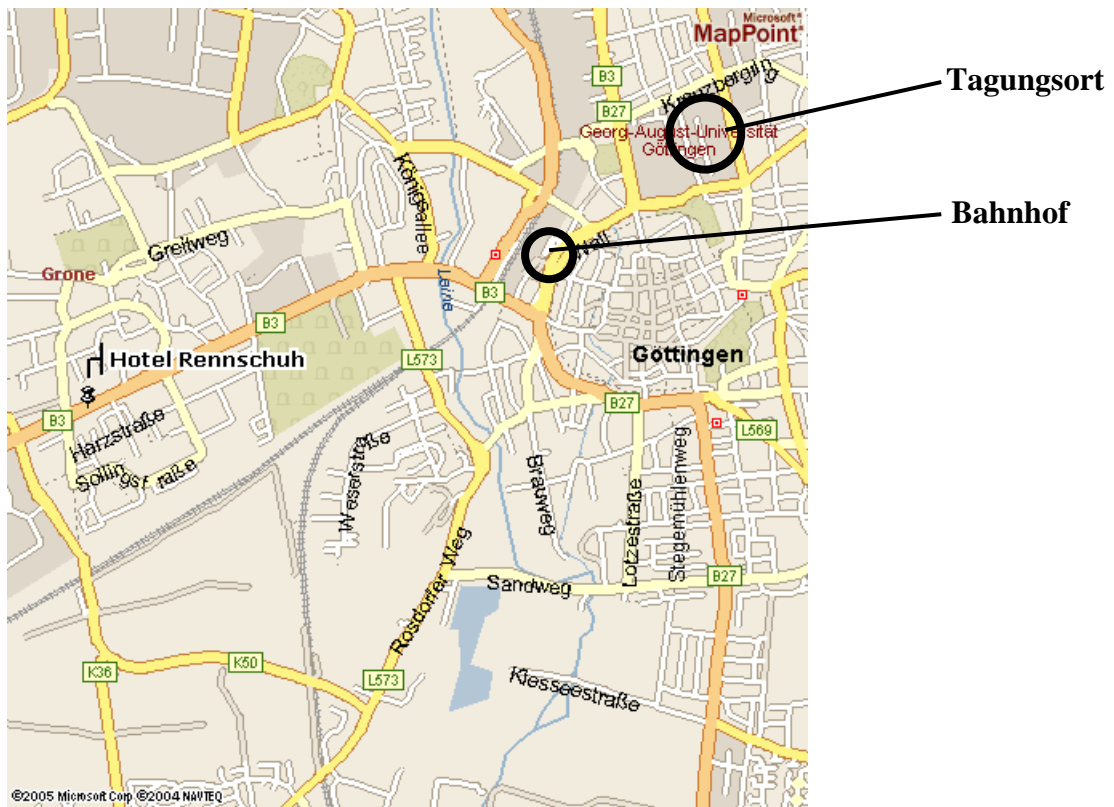 Microsoft®
MapPoint®
Tagungsort
B3
B3
B27
Kreuzbergring
Georg-August-Universität
Göttingen
Bahnhof
Wall
Königsallee
Greitweg
Grone
Leine
B3
B3
Hotel Rennschuh
L573
Göttingen
B27
B3
Harzstraße
Sollingstraße
Weserstraße
Brauweg
L569
Lotzestraße
Stegemühlenweg
Rosdorfer Weg
Sandweg
B27
K36
K50
L573
Kiesseestraße
©2005 Microsoft Corp ©2004 NAVTEQ